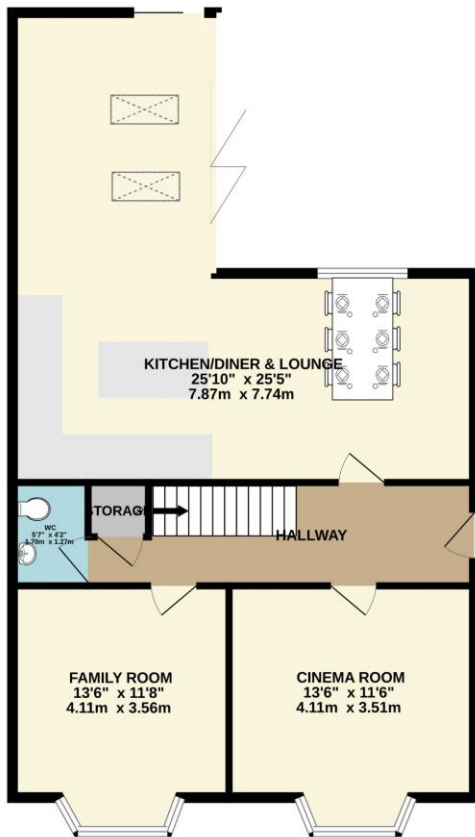 KITCHEN/DINER & LOUNGE
25'10" x 25'5"
7.87m x 7.74m
STORAGE
WC
5'7" x 4'2"
1.70m x 1.27m
HALLWAY
FAMILY ROOM
13'6" x 11'8"
4.11m x 3.56m
CINEMA ROOM
13'6" x 11'6"
4.11m x 3.51m